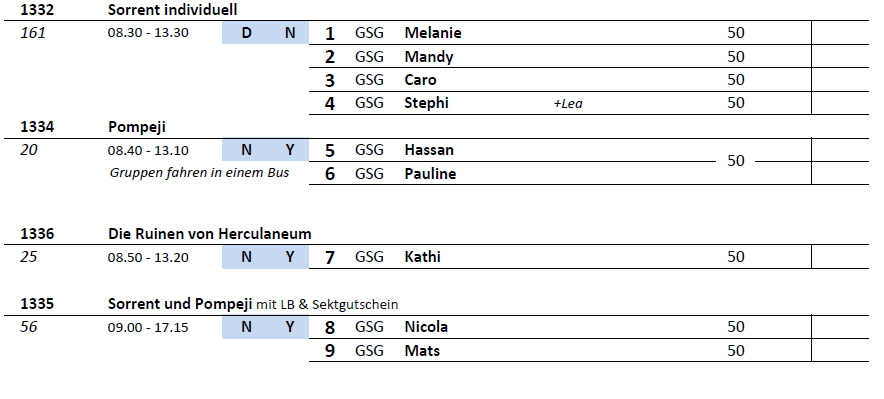 1332 Sorrent individuell
161 08.30 - 13.30 D N 1 GSG Melanie 50
2 GSG Mandy 50
3 GSG Caro 50
4 GSG Stephi +Lea 50
1334 Pompeji
20 08.40 - 13.10 N Y 5 GSG Hassan
50
Gruppen fahren in einem Bus 6 GSG Pauline
1336 Die Ruinen von Herculaneum
25 08.50 - 13.20 N Y 7 GSG Kathi 50
1335 Sorrent und Pompeji mit LB & Sektgutschein
56 09.00 - 17.15 N Y 8 GSG Nicola 50
9 GSG Mats 50